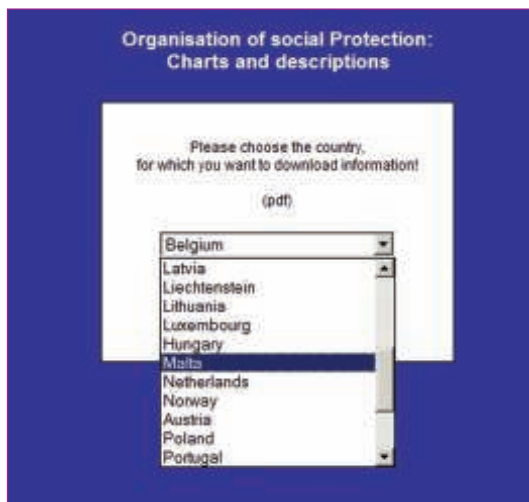 Organisation of social Protection:
Charts and descriptions
Please choose the country,
for which you want to download information!
(pdf)
Belgium
Latvia
Liechtenstein
Lithuania
Luxembourg
Hungary
Malta
Netherlands
Norway
Austria
Poland
Portugal